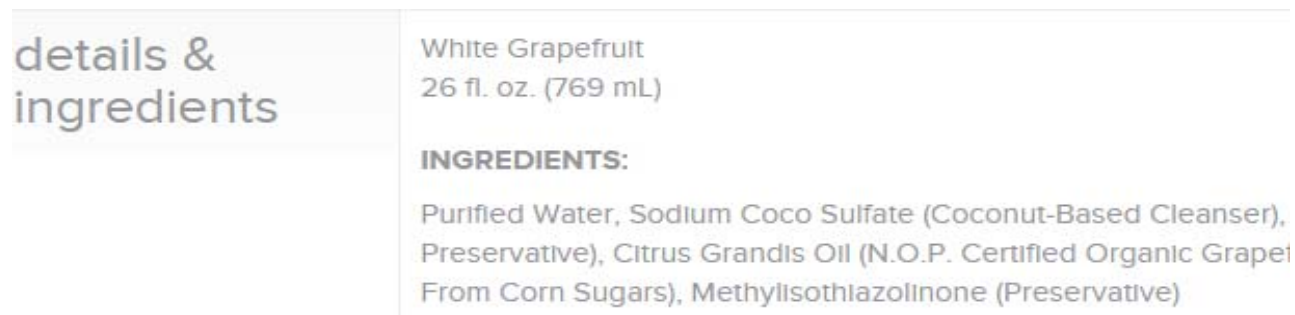 details &
ingredients
White Grapefruit
26 fl. oz. (769 mL)
INGREDIENTS:
Purified Water, Sodium Coco Sulfate (Coconut-Based Cleanser),
Preservative), Citrus Grandis Oil (N.O.P. Certified Organic Grapef
From Corn Sugars), Methylisothiazolinone (Preservative)